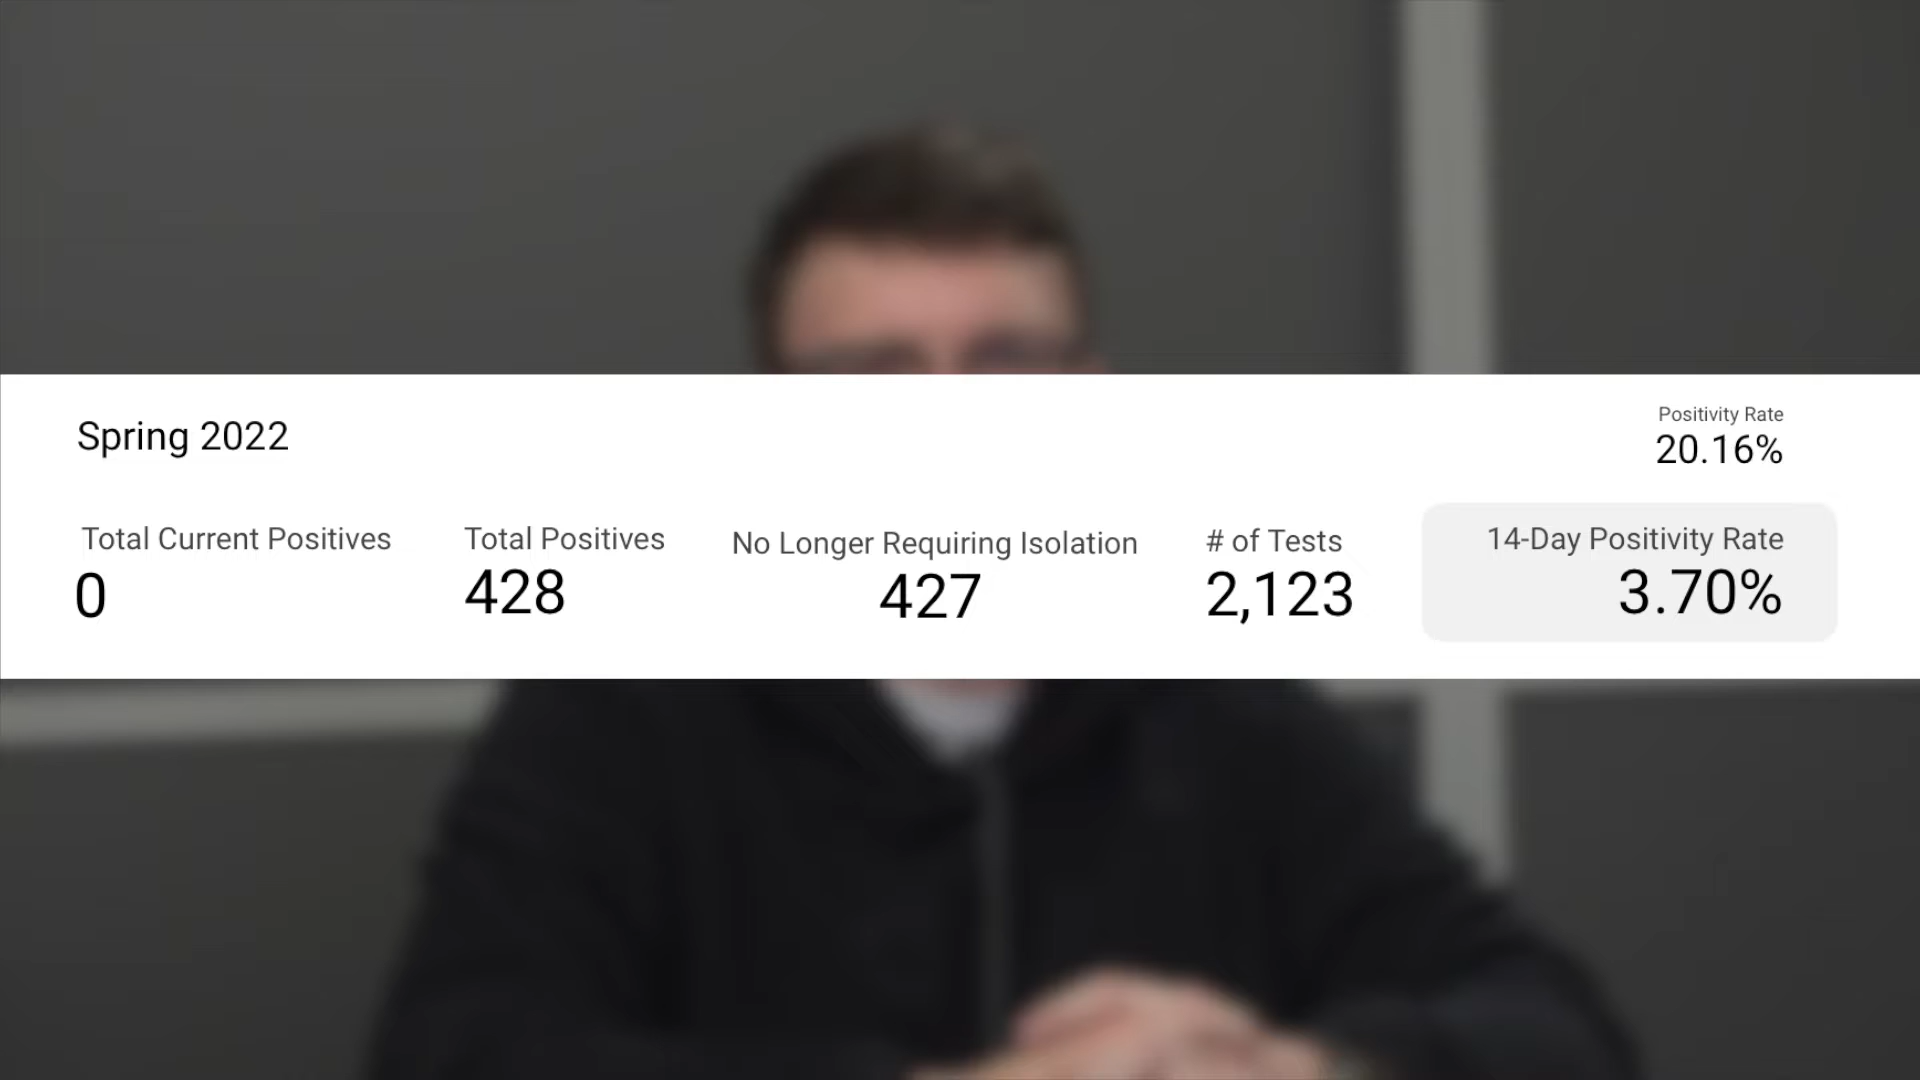 Spring 2022
Positivity Rate
20.16%
Total Current Positives
0
Total Positives
428
No Longer Requiring Isolation
427
# of Tests
2,123
14-Day Positivity Rate
3.70%